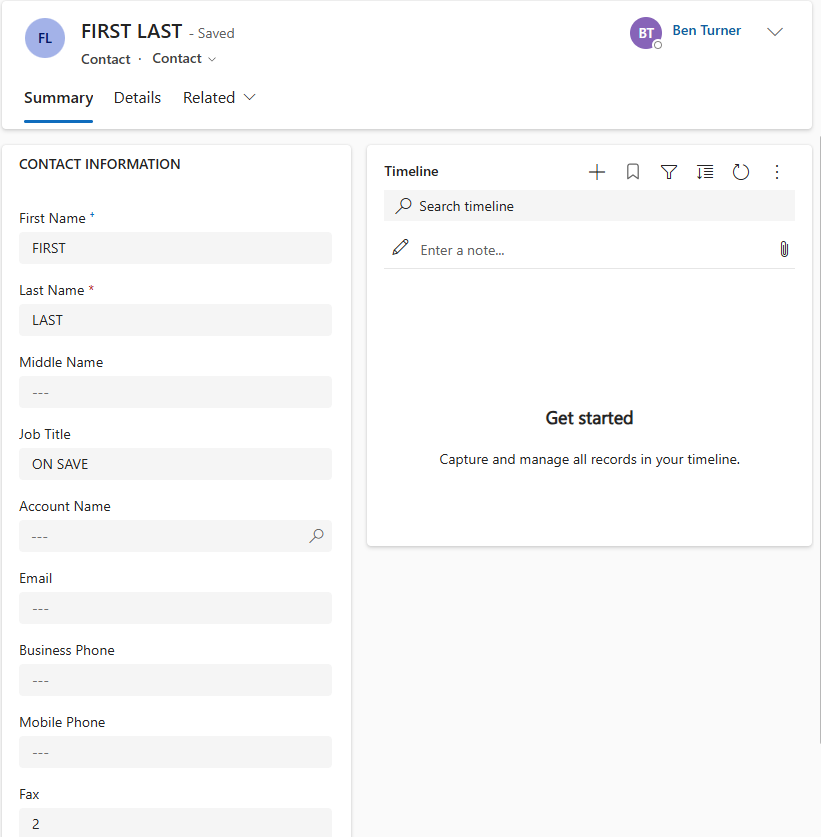 FL
FIRST LAST - Saved
Contact · Contact
BT
Ben Turner
Summary Details Related
CONTACT INFORMATION
First Name +
FIRST
Last Name *
LAST
Middle Name
---
Job Title
ON SAVE
Account Name
---
Email
---
Business Phone
---
Mobile Phone
---
Fax
2
Timeline
Search timeline
Enter a note...
Get started
Capture and manage all records in your timeline.